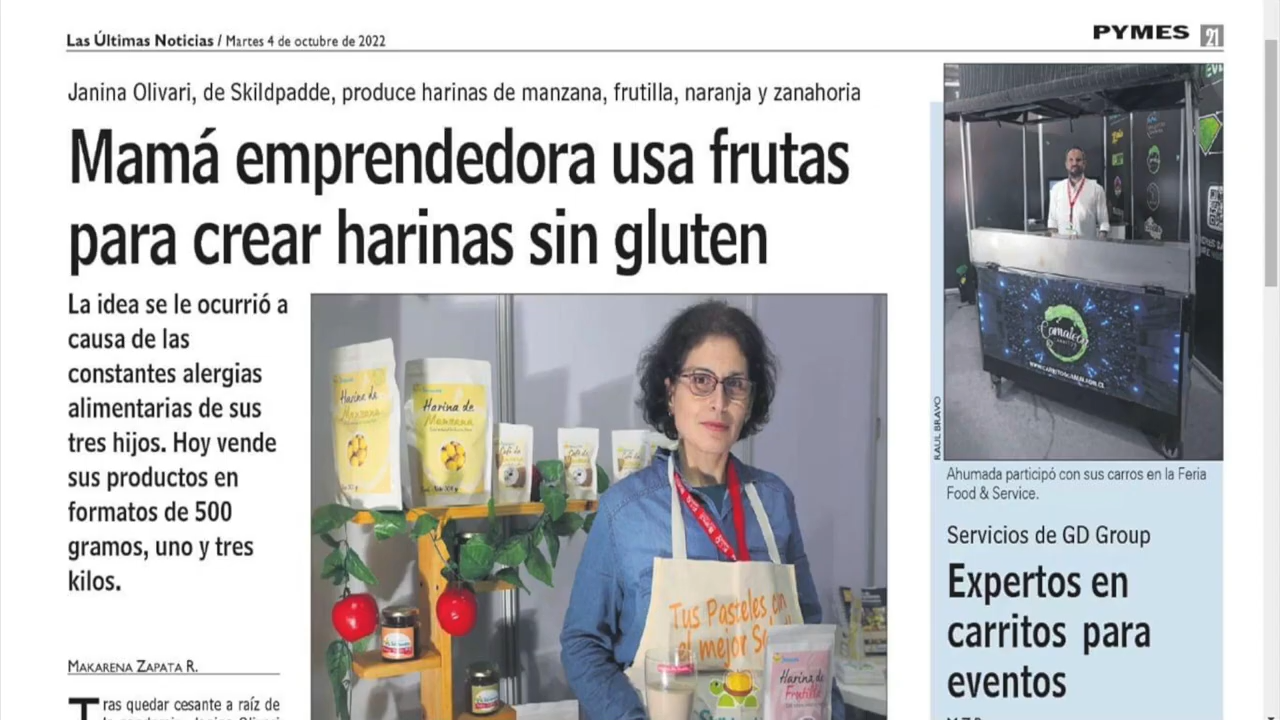 Las Últimas Noticias / Martes 4 de octubre de 2022
PYMES 21
Janina Olivari, de Skildpadde, produce harinas de manzana, frutilla, naranja y zanahoria
Mamá emprendedora usa frutas
para crear harinas sin gluten
La idea se le ocurrió a
causa de las
constantes alergias
alimentarias de sus
tres hijos. Hoy vende
sus productos en
formatos de 500
gramos, uno y tres
kilos.
MAKARENA ZAPATA R.
Tras quedar cesante a raíz de
Harina de
Manzana
Harina de
Manzana
Tus Pasteles con
el mejor
Harina de
Frutilla
RAUL BRAVO
Ahumada participó con sus carros en la Feria
Food & Service.
Servicios de GD Group
Expertos en
carritos para
eventos